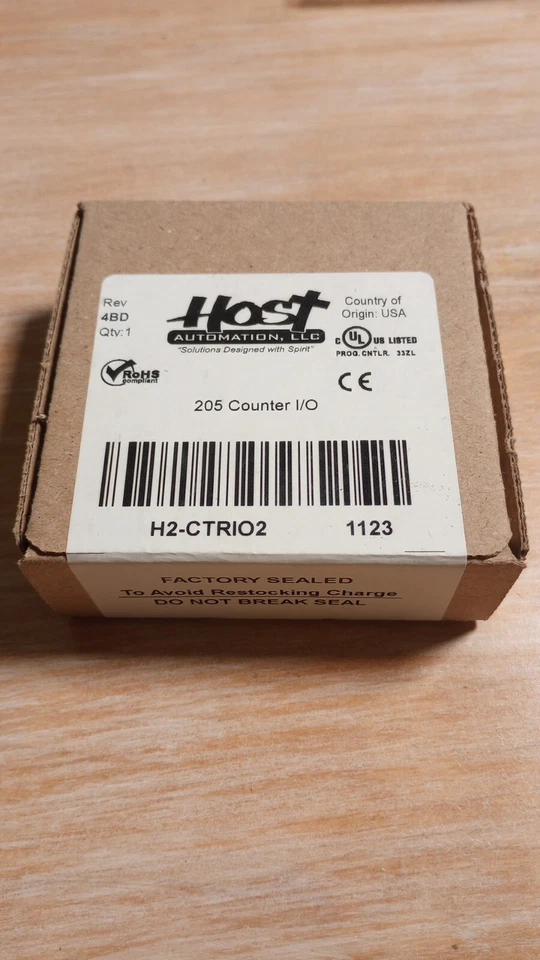 Rev
4BD
Qty:1
Host
AUTOMATION, LLC
"Solutions Designed with Spirit"
Country of
Origin: USA
C UL US LISTED
PROG. CNTLR. 33ZL
RoHS
compliant
CE
205 Counter I/O
H2-CTRIO2 1123
FACTORY SEALED
To Avoid Restocking Charge
DO NOT BREAK SEAL